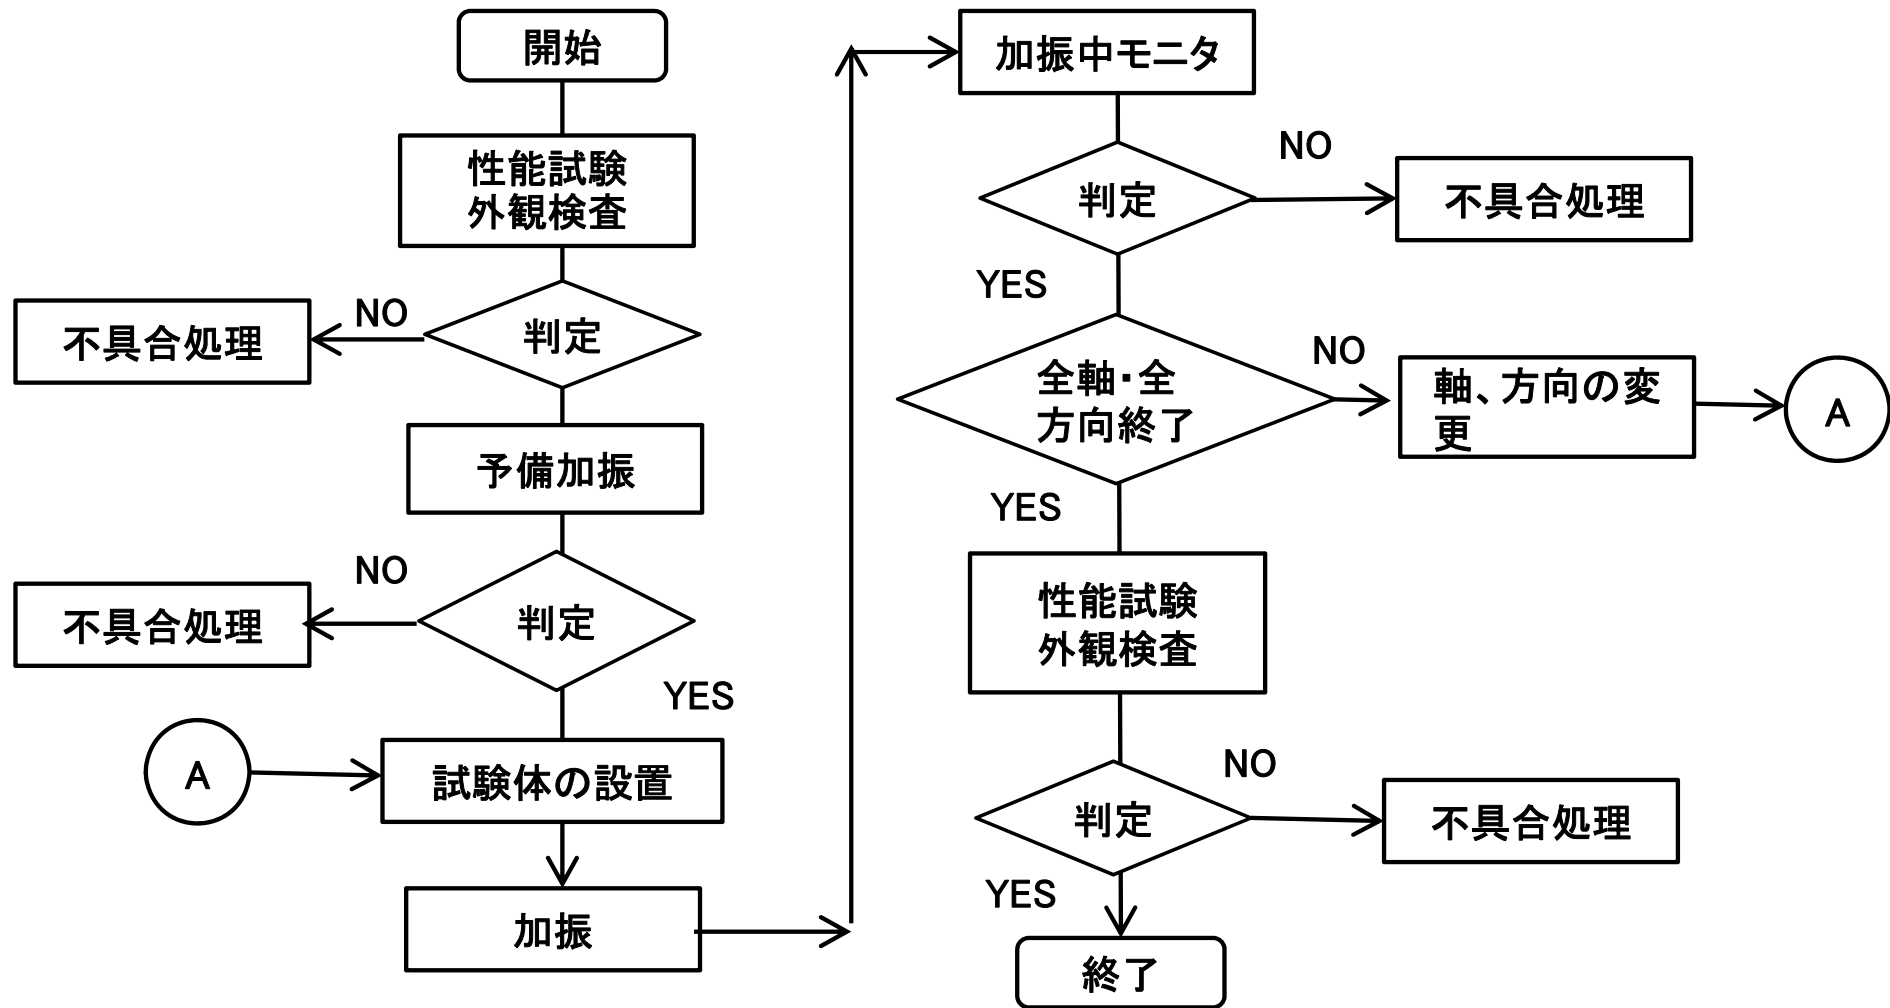 開始
性能試験
外観検査
NO
判定
不具合処理
予備加振
NO
判定
不具合処理
YES
A
試験体の設置
加振
加振中モニタ
NO
判定
不具合処理
YES
NO
全軸・全
方向終了
軸、方向の変
更
A
YES
性能試験
外観検査
NO
判定
不具合処理
YES
終了